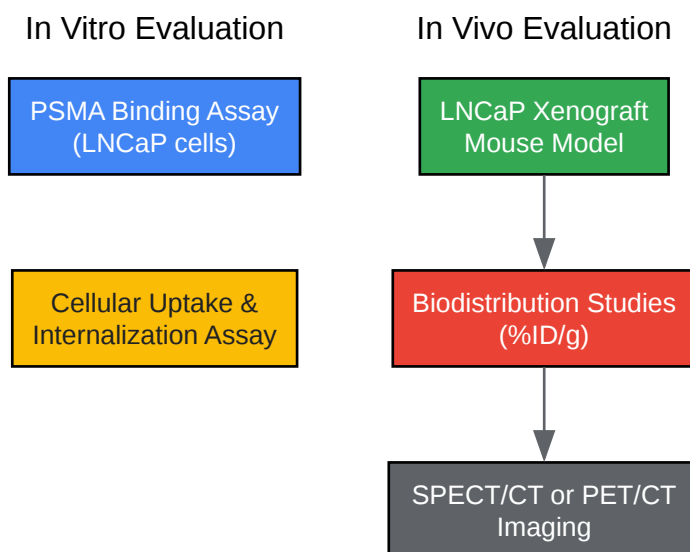 In Vitro Evaluation
PSMA Binding Assay
(LNCaP cells)
Cellular Uptake &
Internalization Assay
In Vivo Evaluation
LNCaP Xenograft
Mouse Model
Biodistribution Studies
(%ID/g)
SPECT/CT or PET/CT
Imaging